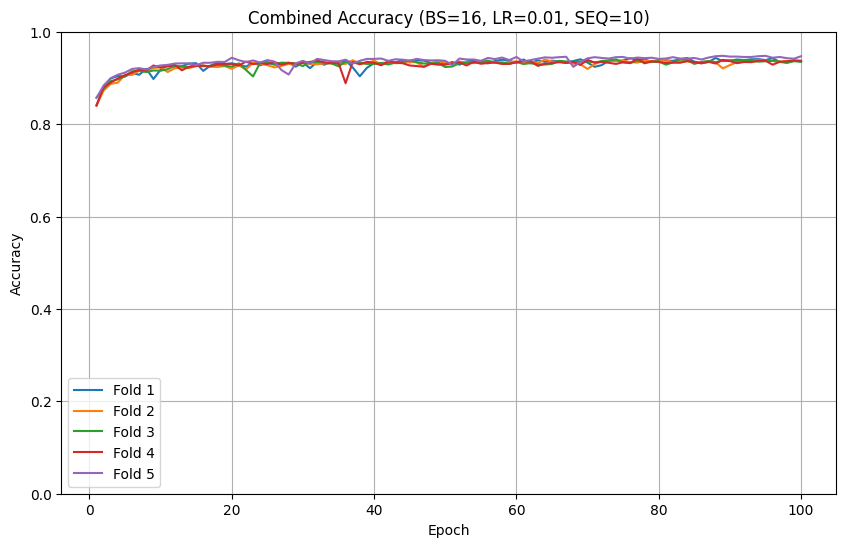 Combined Accuracy (BS=16, LR=0.01, SEQ=10)
Accuracy
1.0
0.8
0.6
0.4
0.2
0.0
Fold 1
Fold 2
Fold 3
Fold 4
Fold 5
0 20 40 60 80 100
Epoch